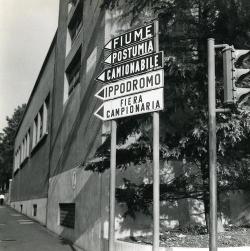 FIUME
POSTUMIA
CAMIONABILE
IPPODROMO
FIERA
CAMPIONARIA